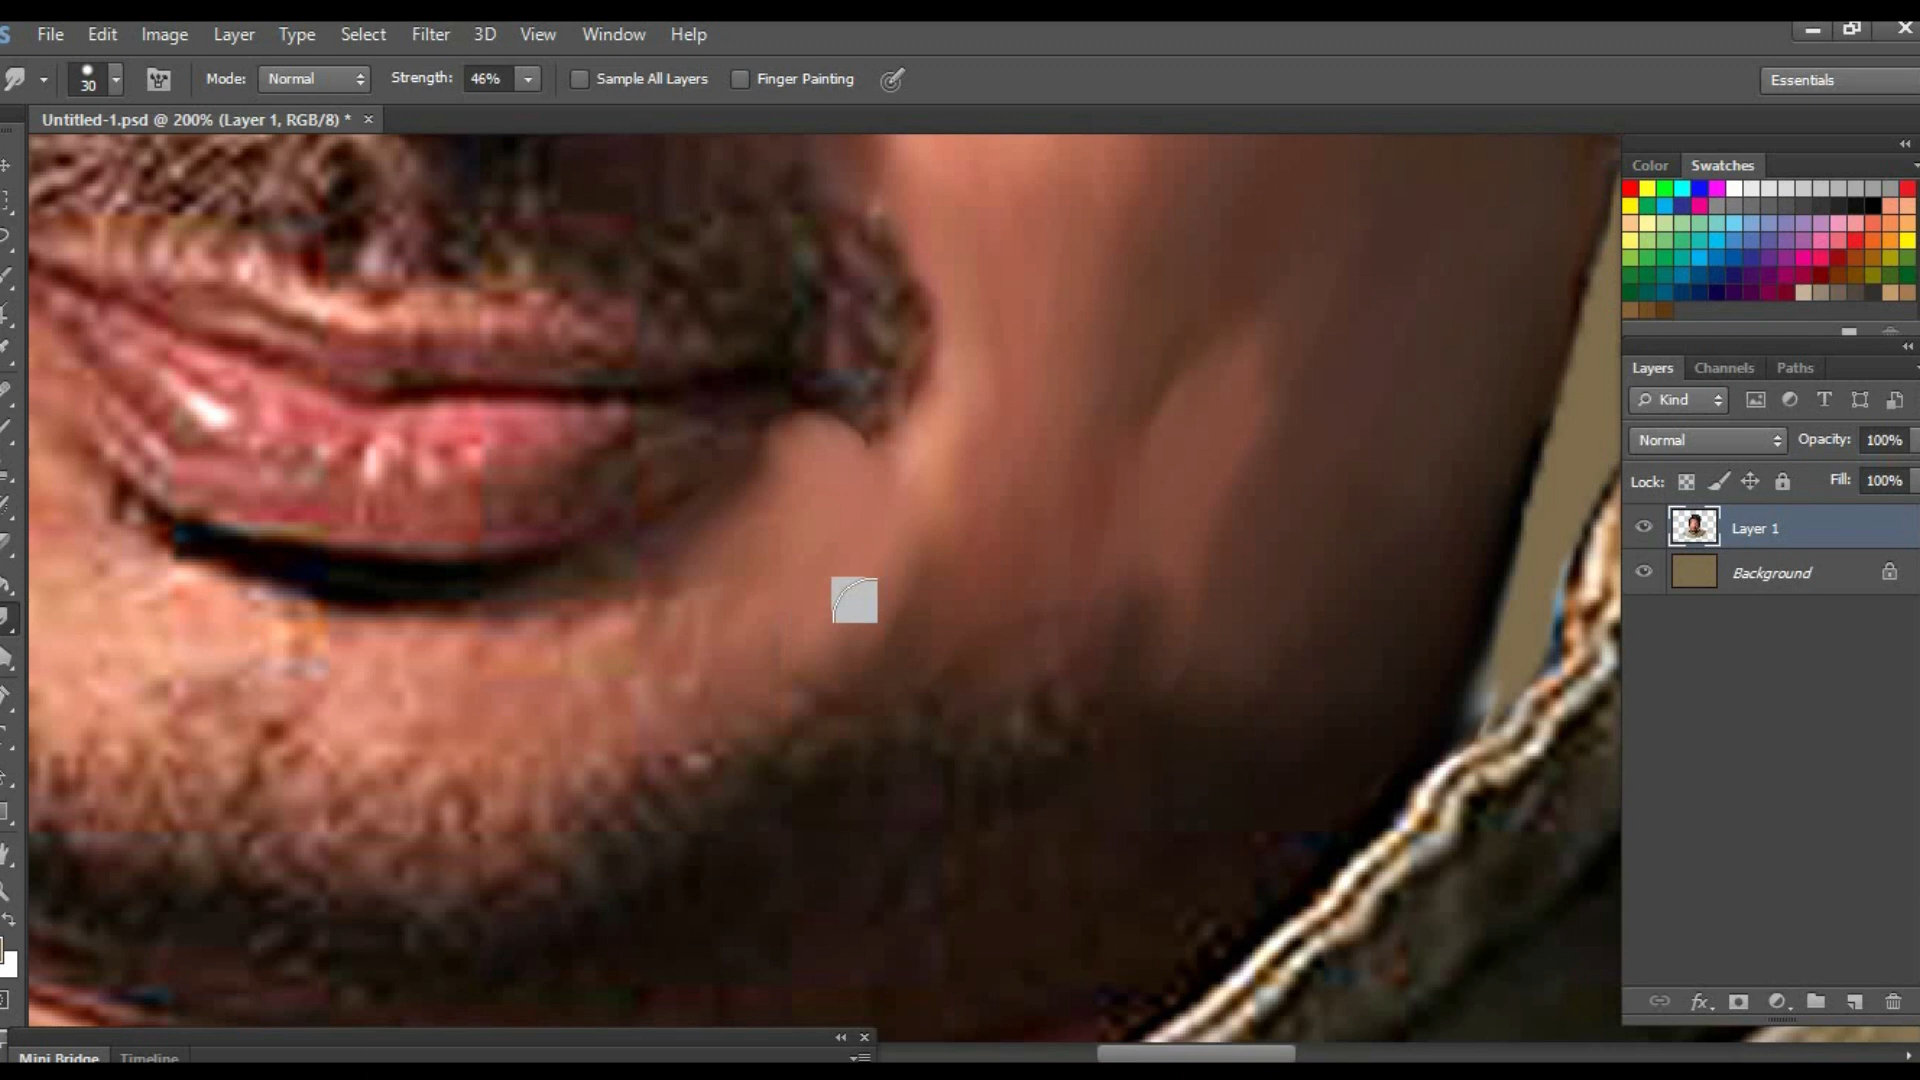 File Edit Image Layer Type Select Filter 3D View Window Help
30 Mode: Normal Strength: 46% Sample All Layers Finger Painting Essentials
Untitled-1.psd @ 200% (Layer 1, RGB/8) * ×
Color Swatches
Layers Channels Paths
Kind
Normal Opacity: 100%
Lock: Fill: 100%
Layer 1
Background
fx
Mini Bridge Timeline